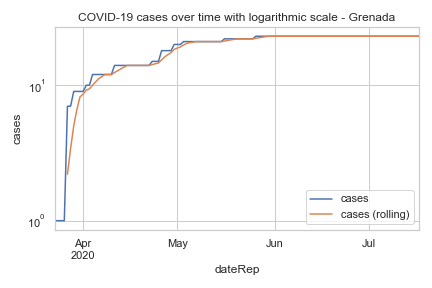 COVID-19 cases over time with logarithmic scale - Grenada
cases
10¹
10⁰
cases
cases (rolling)
Apr
2020
May
Jun
Jul
dateRep